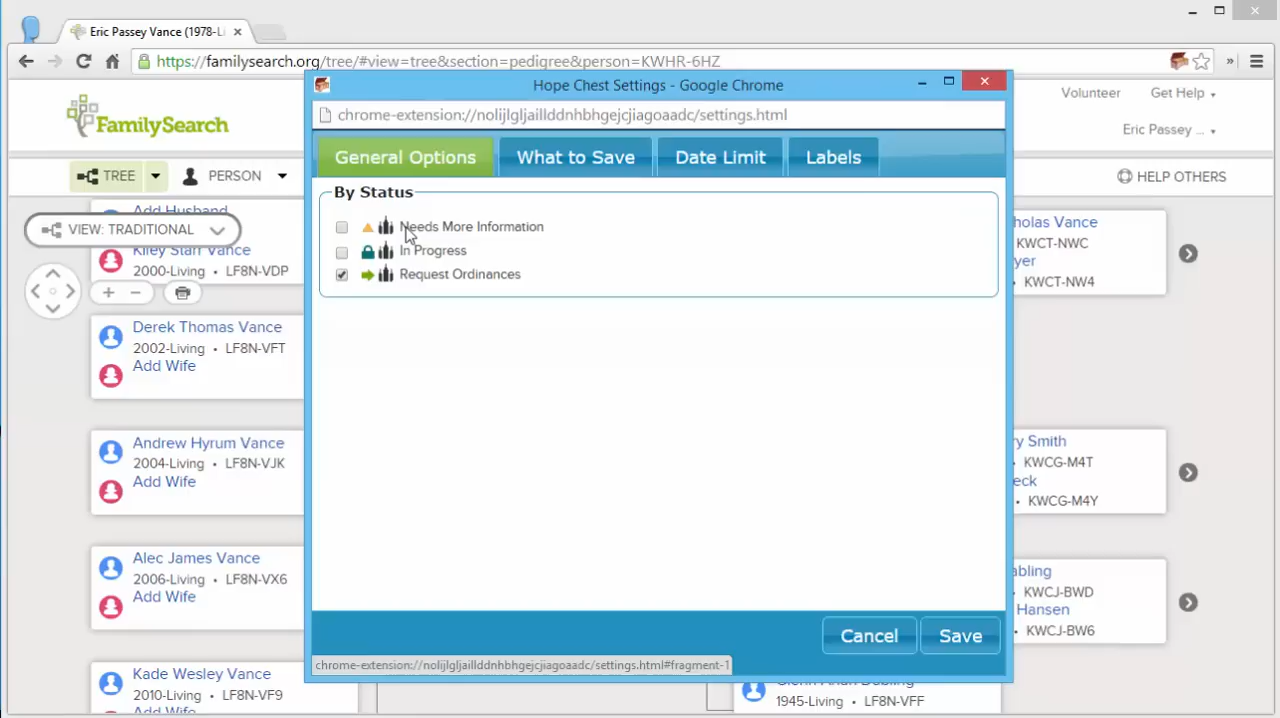 Eric Passey Vance (1978-Li
https://familysearch.org/tree/#view=tree&section=pedigree&person=KWHR-6HZ
FamilySearch
Volunteer
Get Help
Eric Passey ...
TREE
PERSON
HELP OTHERS
VIEW: TRADITIONAL
Add Husband
Kiley Starr Vance
2000-Living • LF8N-VDP
Derek Thomas Vance
2002-Living • LF8N-VFT
Add Wife
Andrew Hyrum Vance
2004-Living • LF8N-VJK
Add Wife
Alec James Vance
2006-Living • LF8N-VX6
Add Wife
Kade Wesley Vance
2010-Living • LF8N-VF9
Add Wife
Hope Chest Settings - Google Chrome
chrome-extension://nolijlgljaillddnhbhgejcjiagoaadc/settings.html
General Options
What to Save
Date Limit
Labels
By Status
Needs More Information
In Progress
Request Ordinances
Cancel
Save
chrome-extension://nolijlgljaillddnhbhgejcjiagoaadc/settings.html#fragment-1
holas Vance
• KWCT-NWC
yer
• KWCT-NW4
ry Smith
• KWCG-M4T
eck
• KWCG-M4Y
abling
• KWCJ-BWD
Hansen
• KWCJ-BW6
1945-Living • LF8N-VFF